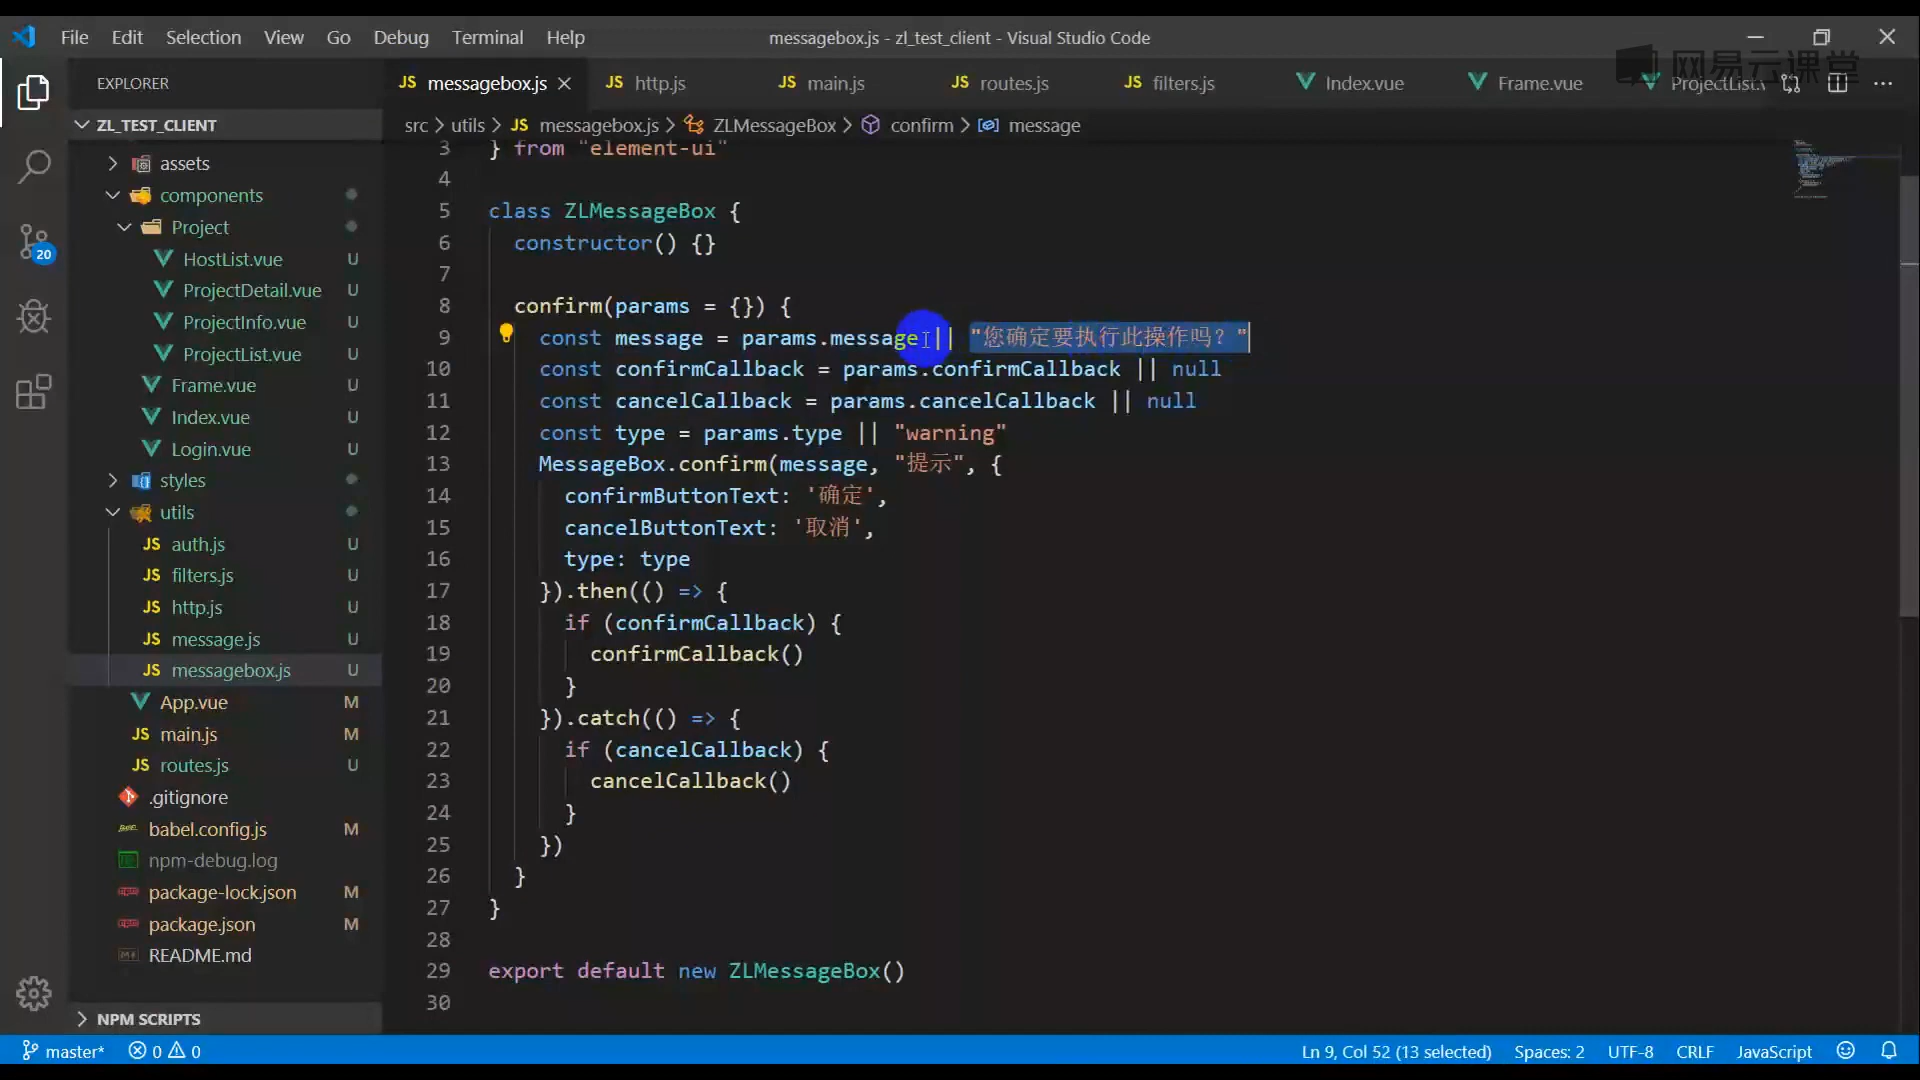 File Edit Selection View Go Debug Terminal Help
messagebox.js - zl_test_client - Visual Studio Code
网易云课堂
EXPLORER
JS messagebox.js
JS http.js
JS main.js
JS routes.js
JS filters.js
Index.vue
Frame.vue
ProjectList.v
ZL_TEST_CLIENT
src > utils > JS messagebox.js > ZLMessageBox > confirm > message
assets
components
Project
HostList.vue U
ProjectDetail.vue U
ProjectInfo.vue U
ProjectList.vue U
Frame.vue U
Index.vue U
Login.vue U
styles
utils
JS auth.js U
JS filters.js U
JS http.js U
JS message.js U
JS messagebox.js U
App.vue M
JS main.js M
JS routes.js U
.gitignore
babel.config.js M
npm-debug.log
package-lock.json M
package.json M
README.md
NPM SCRIPTS
20
3 } from "element-ui"
4
5 class ZLMessageBox {
6 constructor() {}
7
8 confirm(params = {}) {
9 const message = params.message || "您确定要执行此操作吗？"
10 const confirmCallback = params.confirmCallback || null
11 const cancelCallback = params.cancelCallback || null
12 const type = params.type || "warning"
13 MessageBox.confirm(message, "提示", {
14 confirmButtonText: '确定',
15 cancelButtonText: '取消',
16 type: type
17 }).then(() => {
18 if (confirmCallback) {
19 confirmCallback()
20 }
21 }).catch(() => {
22 if (cancelCallback) {
23 cancelCallback()
24 }
25 })
26 }
27 }
28
29 export default new ZLMessageBox()
30
master* 0 0
Ln 9, Col 52 (13 selected) Spaces: 2 UTF-8 CRLF JavaScript